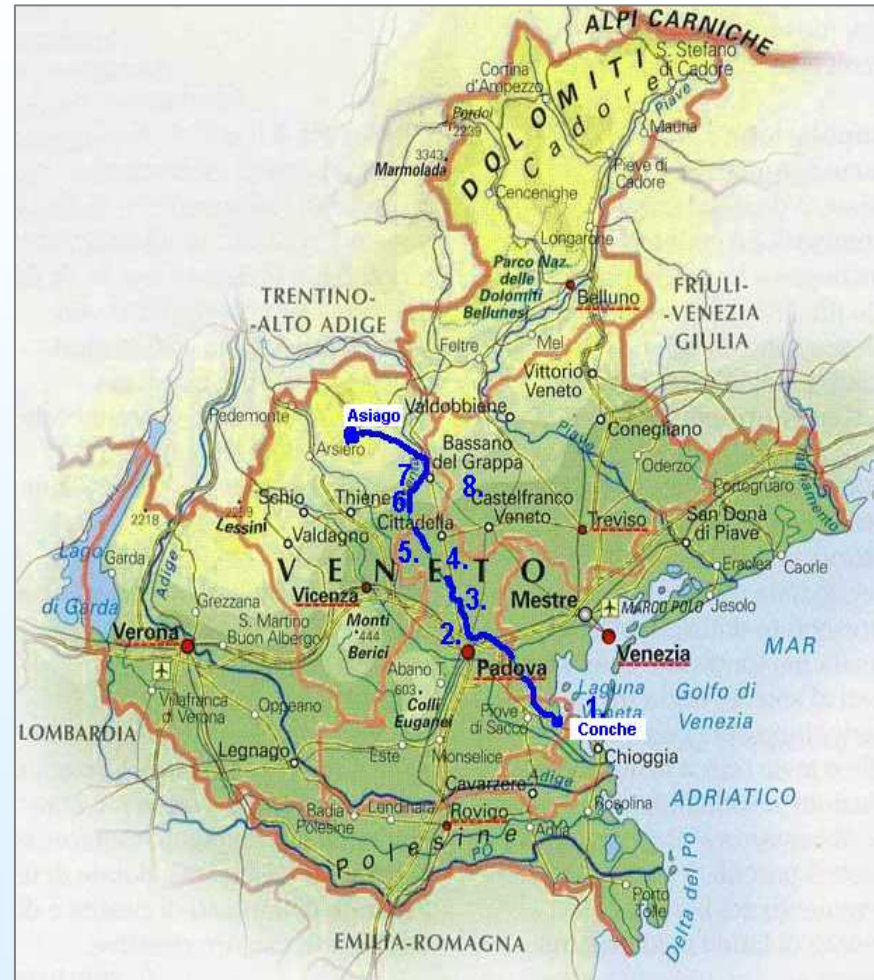 ALPI CARNICHE
S. Stefano
di Cadore
Cortina
d'Ampezzo
DOLOMITI
Cadore
Piave
Pordoi
2239
Mauria
3343
Marmolada
Pieve di
Cadore
Cencenighe
Longarone
Parco Naz.
delle
Dolomiti
Bellunesi
Belluno
TRENTINO-
-ALTO ADIGE
FRIULI-
-VENEZIA
GIULIA
Feltre
Mel
Vittorio
Veneto
Pedemonte
Asiago
Valdobbiene
Conegliano
Arsiero
Bassano
del Grappa
Piave
Oderzo
7.
8.
Portegruaro
Tagliamento
6.
Schio
Thiene
Castelfranco
Veneto
2218
2259
Lessini
Cittadella
Treviso
San Donà
di Piave
Valdagno
Lago
di Garda
Garda
Adige
5.
4.
VENETO
Eraclea
Caorle
Vicenza
3.
Mestre
MARCO POLO
Jesolo
Grezzana
S. Martino
Buon Albergo
Monti
444
Berici
2.
Verona
Padova
Venezia
MAR
Abano T.
603
Colli
Euganei
Laguna
Veneta
1.
Golfo di
Venezia
Villafranca
di Verona
Oppeano
Piove
di Sacco
Conche
LOMBARDIA
Legnago
Este
Monselice
Chioggia
Cavarzere
Adige
ADRIATICO
Badia
Polesine
Lendinara
Rovigo
Rosolina
Adria
Polesine
PO
Porto
Tolle
Delta del Po
EMILIA-ROMAGNA